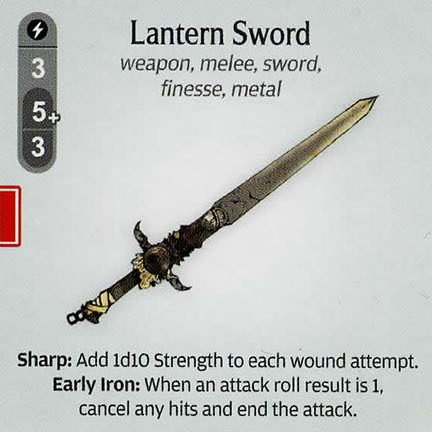 Lantern Sword
weapon, melee, sword,
finesse, metal
3
5+
3
Sharp: Add 1d10 Strength to each wound attempt.
Early Iron: When an attack roll result is 1,
cancel any hits and end the attack.